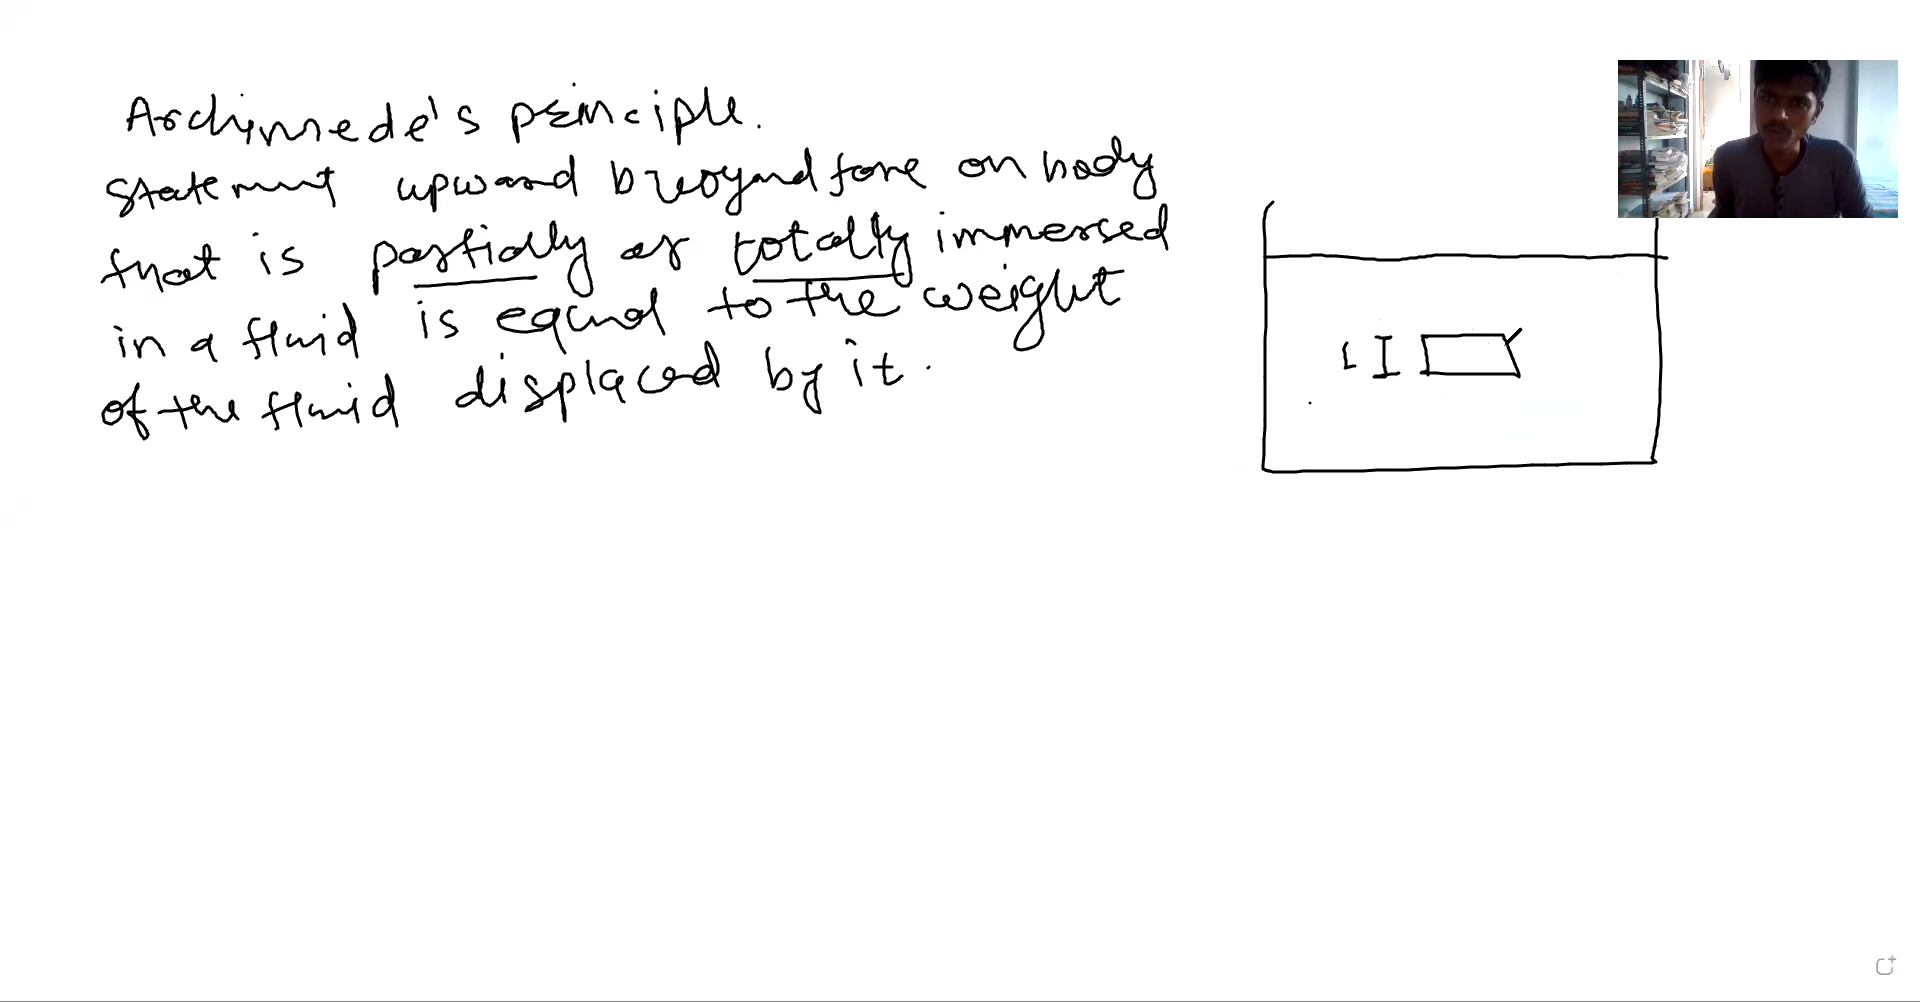 Archimede's principle.
Statement upward buoyand force on body
that is partially or totally immersed
in a fluid is equal to the weight
of the fluid displaced by it.
L